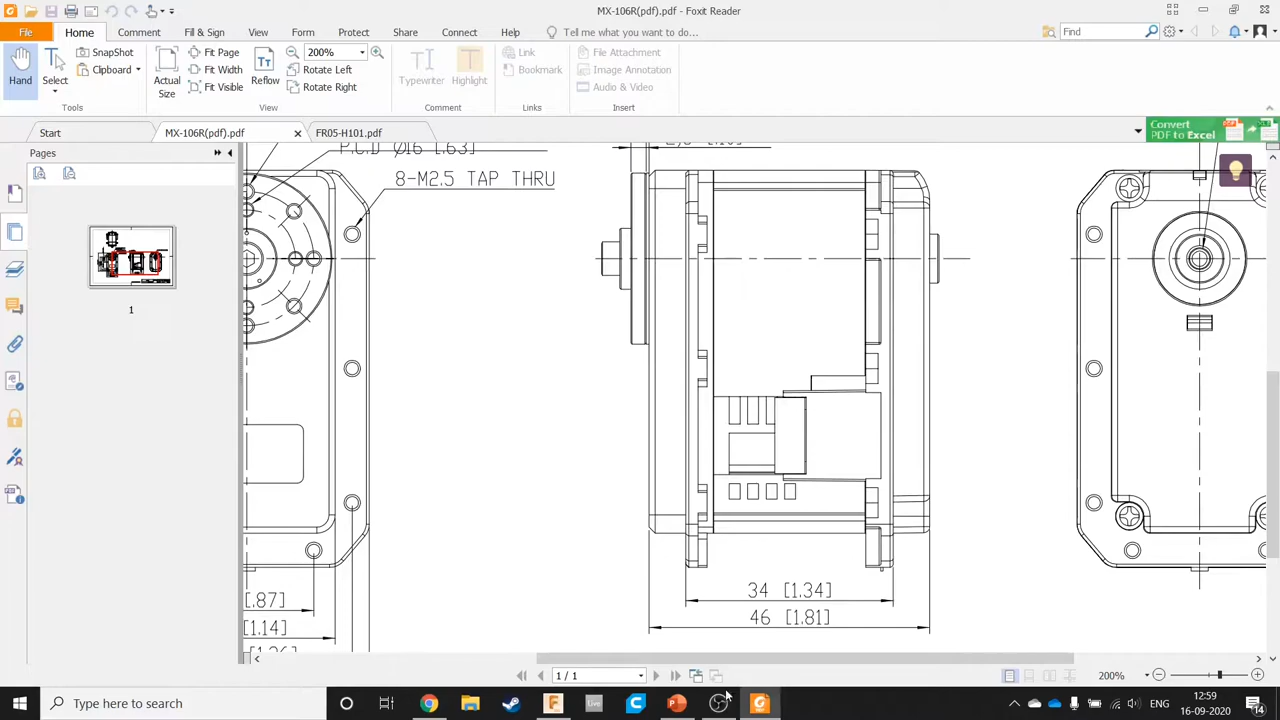 MX-106R(pdf).pdf - Foxit Reader
File Home Comment Fill & Sign View Form Protect Share Connect Help Tell me what you want to do... Find
Hand
Select
SnapShot
Clipboard
Actual Size
Fit Page
Fit Width
Fit Visible
Reflow
200%
Rotate Left
Rotate Right
Typewriter
Highlight
Link
Bookmark
File Attachment
Image Annotation
Audio & Video
Tools View Comment Links Insert
Start MX-106R(pdf).pdf FR05-H101.pdf
Convert
PDF to Excel
Pages
1
P.C.D Ø16 [.63]
8-M2.5 TAP THRU
34 [1.34]
46 [1.81]
[.87]
[1.14]
1 / 1
200%
Type here to search
live
ENG
12:59
16-09-2020
14